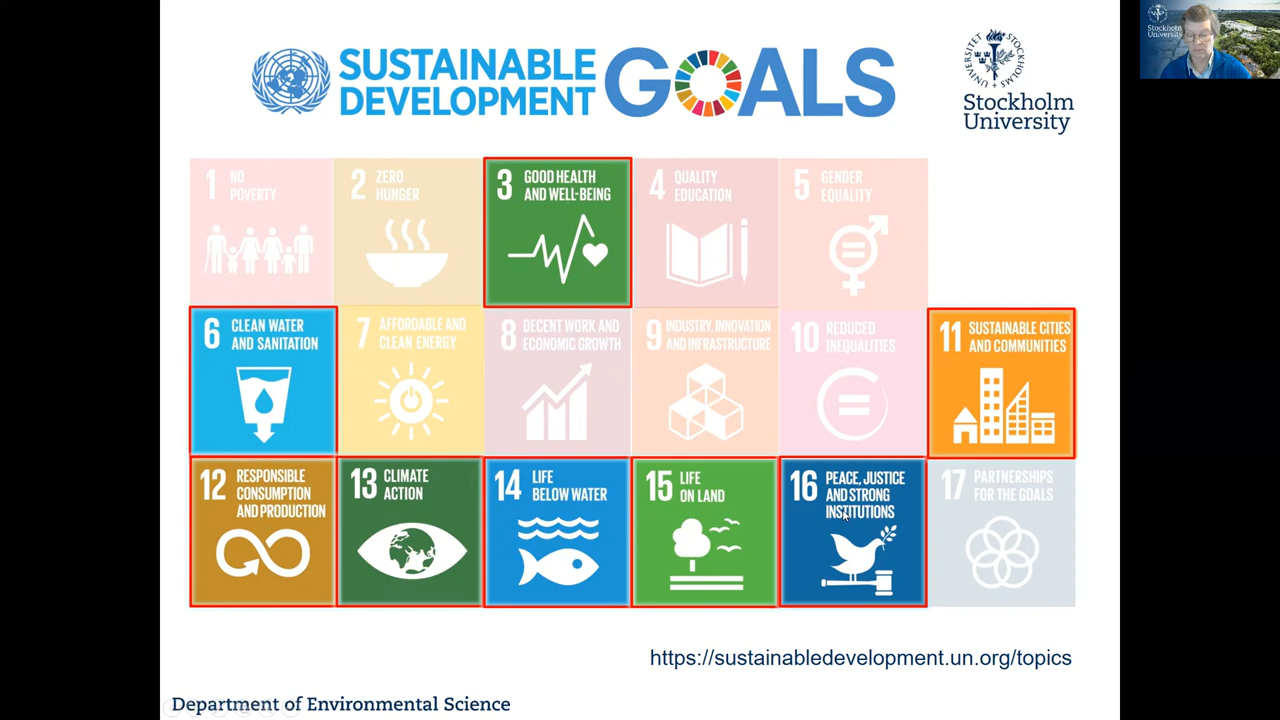 SUSTAINABLE
DEVELOPMENT
GOALS
Stockholm
University
Stockholm
University
1 NO
POVERTY
2 ZERO
HUNGER
3 GOOD HEALTH
AND WELL-BEING
4 QUALITY
EDUCATION
5 GENDER
EQUALITY
6 CLEAN WATER
AND SANITATION
7 AFFORDABLE AND
CLEAN ENERGY
8 DECENT WORK AND
ECONOMIC GROWTH
9 INDUSTRY, INNOVATION
AND INFRASTRUCTURE
10 REDUCED
INEQUALITIES
11 SUSTAINABLE CITIES
AND COMMUNITIES
12 RESPONSIBLE
CONSUMPTION
AND PRODUCTION
13 CLIMATE
ACTION
14 LIFE
BELOW WATER
15 LIFE
ON LAND
16 PEACE, JUSTICE
AND STRONG
INSTITUTIONS
17 PARTNERSHIPS
FOR THE GOALS
https://sustainabledevelopment.un.org/topics
Department of Environmental Science